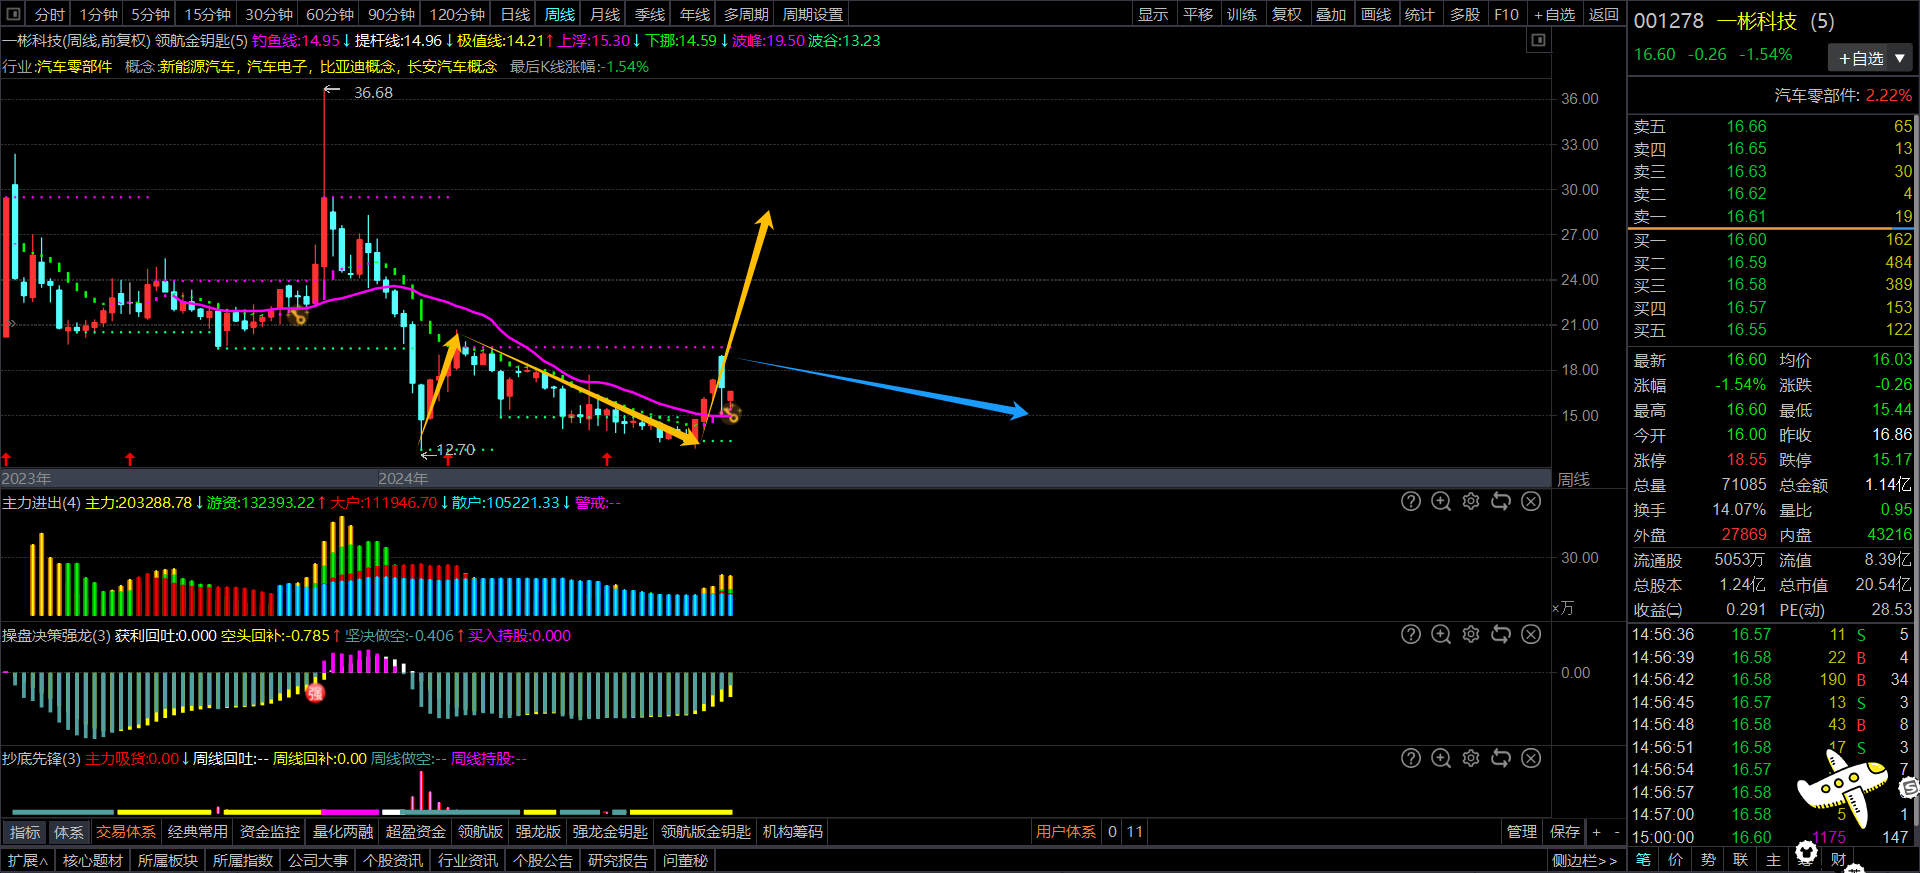 分时 1分钟 5分钟 15分钟 30分钟 60分钟 90分钟 120分钟 日线 周线 月线 季线 年线 多周期 周期设置 显示 平移 训练 复权 叠加 画线 统计 多股 F10 +自选 返回
001278 一彬科技 (5)
一彬科技(周线,前复权) 领航金钥匙(5) 钓鱼线:14.95↓提杆线:14.96↓极值线:14.21↑上浮:15.30↓下挪:14.59↓波峰:19.50 波谷:13.23
16.60 -0.26 -1.54% +自选 ▼
行业:汽车零部件 概念:新能源汽车，汽车电子，比亚迪概念，长安汽车概念 最后K线涨幅:-1.54%
汽车零部件: 2.22%
36.68
36.00
33.00
30.00
27.00
24.00
21.00
18.00
15.00
12.70
2023年 2024年 周线
主力进出(4) 主力:203288.78↓游资:132393.22↑大户:111946.70↓散户:105221.33↓警戒:--
30.00
×万
操盘决策强龙(3) 获利回吐:0.000 空头回补:-0.785↑坚决做空:-0.406↑买入持股:0.000
0.00
强
抄底先锋(3) 主力吸货:0.00↓周线回吐:-- 周线回补:0.00 周线做空:-- 周线持股:--
指标 体系 交易体系 经典常用 资金监控 量化两融 超盈资金 领航版 强龙版 强龙金钥匙 领航版金钥匙 机构筹码 用户体系 0 11 管理 保存 + -
扩展∧ 核心题材 所属板块 所属指数 公司大事 个股资讯 行业资讯 个股公告 研究报告 问董秘 侧边栏>>
卖五 16.66 65
卖四 16.65 13
卖三 16.63 30
卖二 16.62 4
卖一 16.61 19
买一 16.60 162
买二 16.59 484
买三 16.58 389
买四 16.57 153
买五 16.55 122
最新 16.60 均价 16.03
涨幅 -1.54% 涨跌 -0.26
最高 16.60 最低 15.44
今开 16.00 昨收 16.86
涨停 18.55 跌停 15.17
总量 71085 总金额 1.14亿
换手 14.07% 量比 0.95
外盘 27869 内盘 43216
流通股 5053万 流值 8.39亿
总股本 1.24亿 总市值 20.54亿
收益㈡ 0.291 PE(动) 28.53
14:56:36 16.57 11 S 5
14:56:39 16.58 22 B 4
14:56:42 16.58 190 B 34
14:56:45 16.57 13 S 3
14:56:48 16.58 43 B 8
14:56:51 16.58 17 S 3
14:56:54 16.57 7
14:56:57 16.58
14:57:00 16.58 5 1
15:00:00 16.60 1175 147
笔 价 势 联 主 财